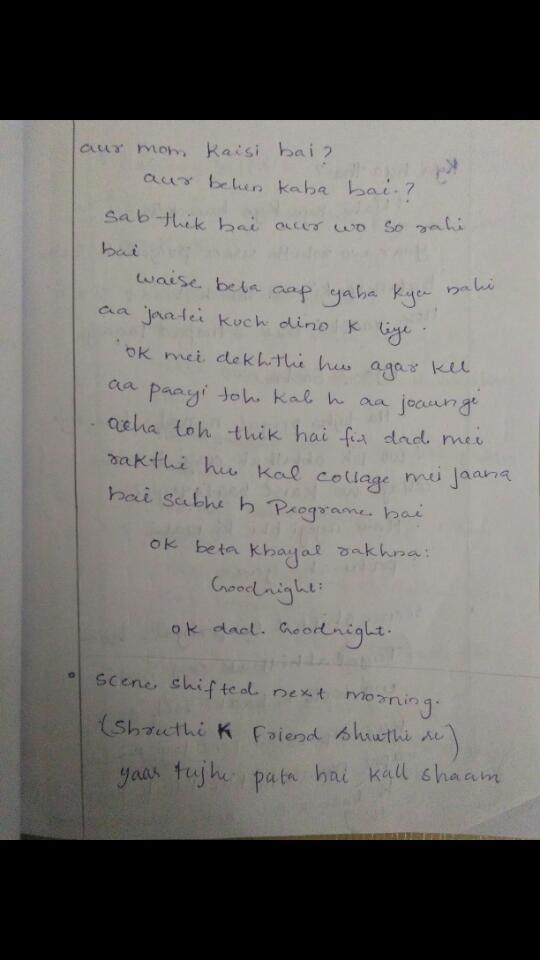 aur mom kaisi hai?
aur behen kaha hai.?
sab thik hai aur wo so rahi
hai
waise beta aap yaha kyu nahi
aa jaatei kuch dino k liye.
ok mei dekhthi hu agar kll
aa paayi toh kal h aa joaungi
acha toh thik hai fir dad mei
rakthi hu kal collage mei jaana
hai subhe h Programe hai
ok beta khayal rakhna:
Goodnight:
ok dad. Goodnight.
• scene shifted next morning.
(Shruthi K Friend Shruthi se)
yaar tujhe pata hai kall shaam